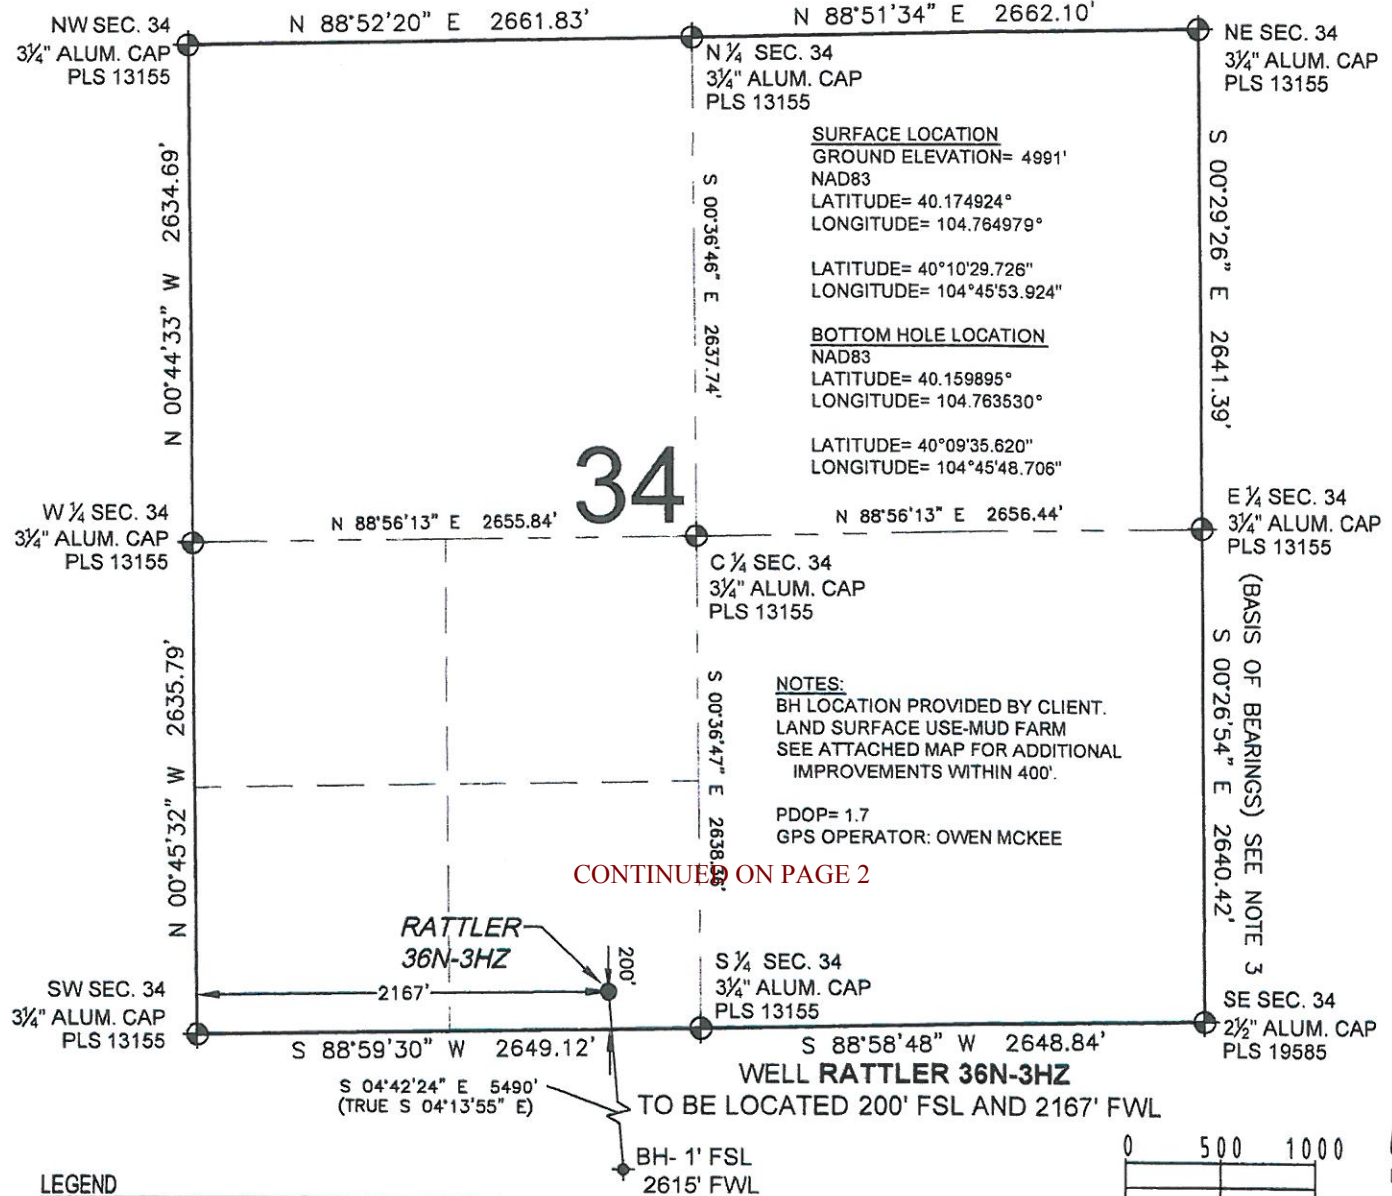 N 88°52'20" E 2661.83'
N 88°51'34" E 2662.10'
NW SEC. 34
3¼" ALUM. CAP
PLS 13155
N ¼ SEC. 34
3¼" ALUM. CAP
PLS 13155
NE SEC. 34
3¼" ALUM. CAP
PLS 13155
SURFACE LOCATION
GROUND ELEVATION= 4991'
NAD83
LATITUDE= 40.174924°
LONGITUDE= 104.764979°
LATITUDE= 40°10'29.726"
LONGITUDE= 104°45'53.924"
BOTTOM HOLE LOCATION
NAD83
LATITUDE= 40.159895°
LONGITUDE= 104.763530°
LATITUDE= 40°09'35.620"
LONGITUDE= 104°45'48.706"
N 00°44'33" W 2634.69'
S 00°36'46" E 2637.74'
S 00°29'26" E 2641.39'
34
W ¼ SEC. 34
3¼" ALUM. CAP
PLS 13155
N 88°56'13" E 2655.84'
N 88°56'13" E 2656.44'
E ¼ SEC. 34
3¼" ALUM. CAP
PLS 13155
C ¼ SEC. 34
3¼" ALUM. CAP
PLS 13155
N 00°45'32" W 2635.79'
S 00°36'47" E 2638.36'
S 00°26'54" E 2640.42'
(BASIS OF BEARINGS) SEE NOTE 3
NOTES:
BH LOCATION PROVIDED BY CLIENT.
LAND SURFACE USE-MUD FARM
SEE ATTACHED MAP FOR ADDITIONAL
IMPROVEMENTS WITHIN 400'.
PDOP= 1.7
GPS OPERATOR: OWEN MCKEE
CONTINUED ON PAGE 2
RATTLER
36N-3HZ
200'
2167'
SW SEC. 34
3¼" ALUM. CAP
PLS 13155
S ¼ SEC. 34
3¼" ALUM. CAP
PLS 13155
SE SEC. 34
2½" ALUM. CAP
PLS 19585
S 88°59'30" W 2649.12'
S 88°58'48" W 2648.84'
S 04°42'24" E 5490'
(TRUE S 04°13'55" E)
WELL RATTLER 36N-3HZ
TO BE LOCATED 200' FSL AND 2167' FWL
BH- 1' FSL
2615' FWL
0 500 1000
LEGEND